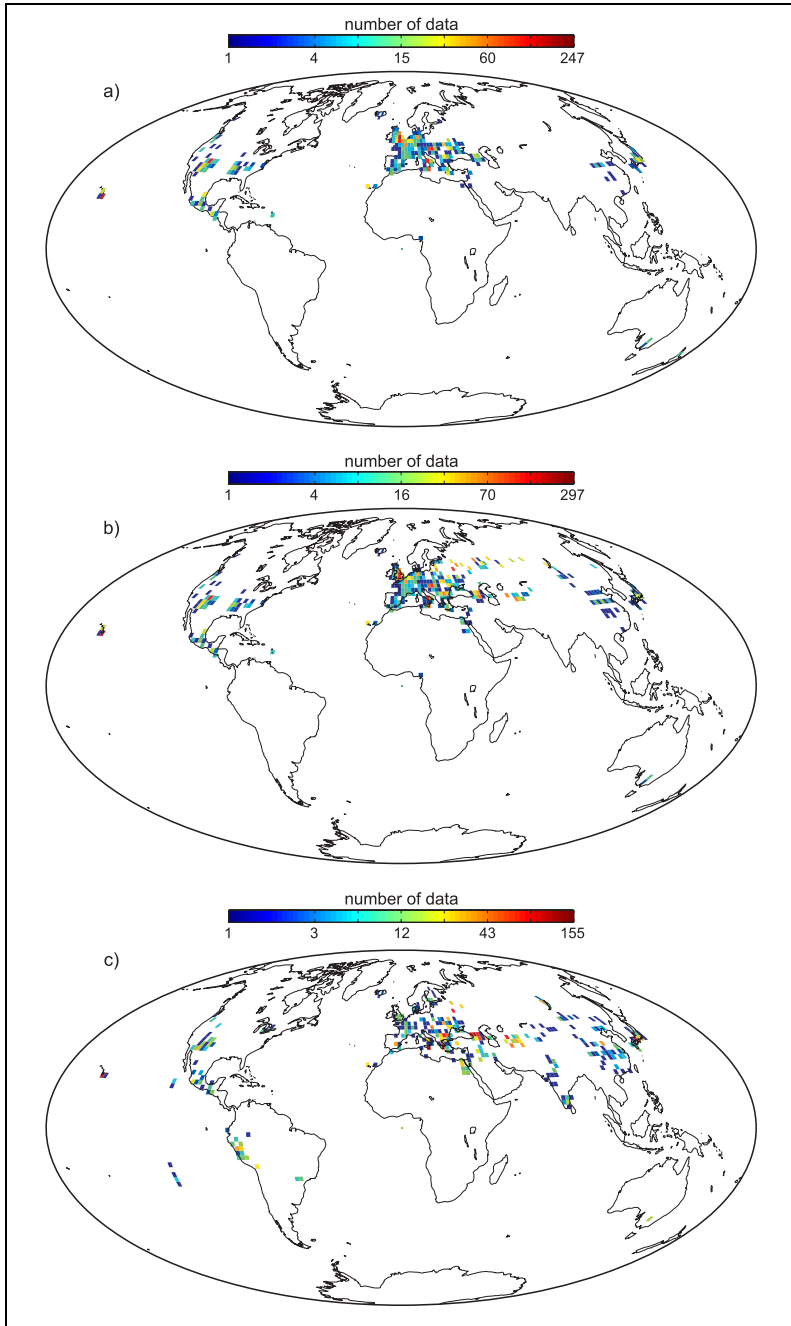 number of data
1 4 15 60 247
a)
number of data
1 4 16 70 297
b)
number of data
1 3 12 43 155
c)